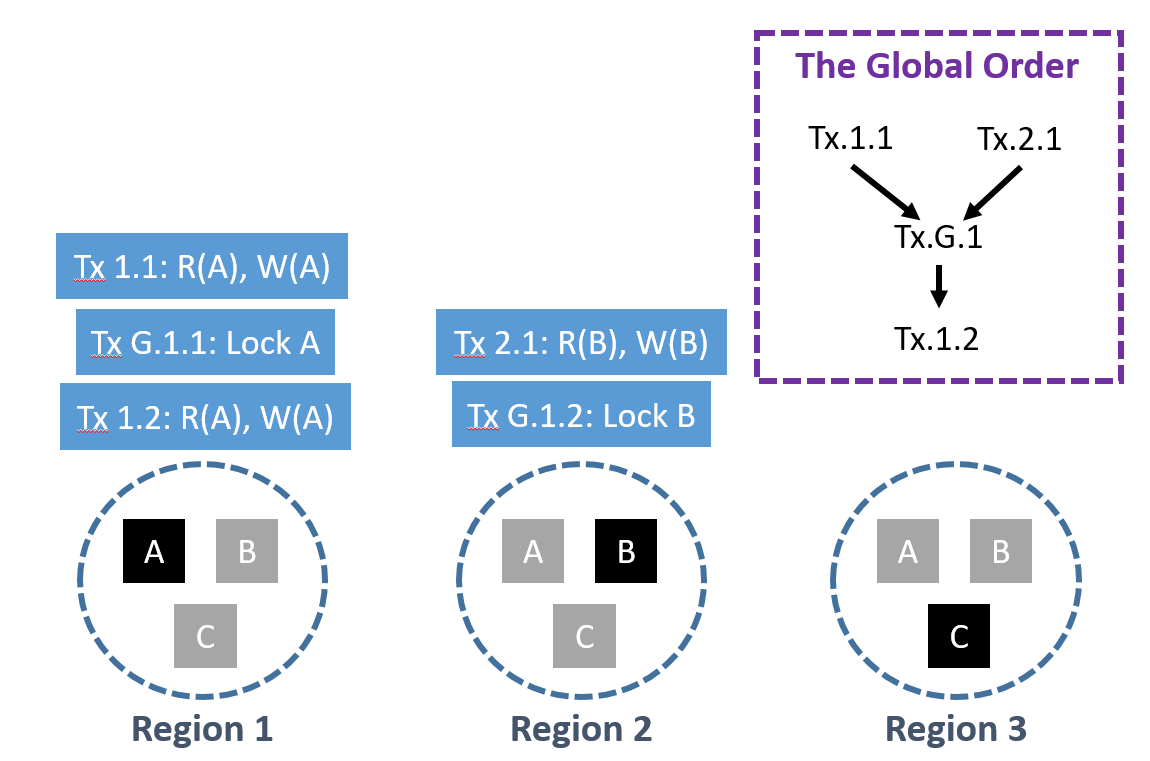 The Global Order
Tx.1.1
Tx.2.1
Tx.G.1
Tx.1.2
Tx 1.1: R(A), W(A)
Tx G.1.1: Lock A
Tx 1.2: R(A), W(A)
Tx 2.1: R(B), W(B)
Tx G.1.2: Lock B
A
B
C
Region 1
A
B
C
Region 2
A
B
C
Region 3